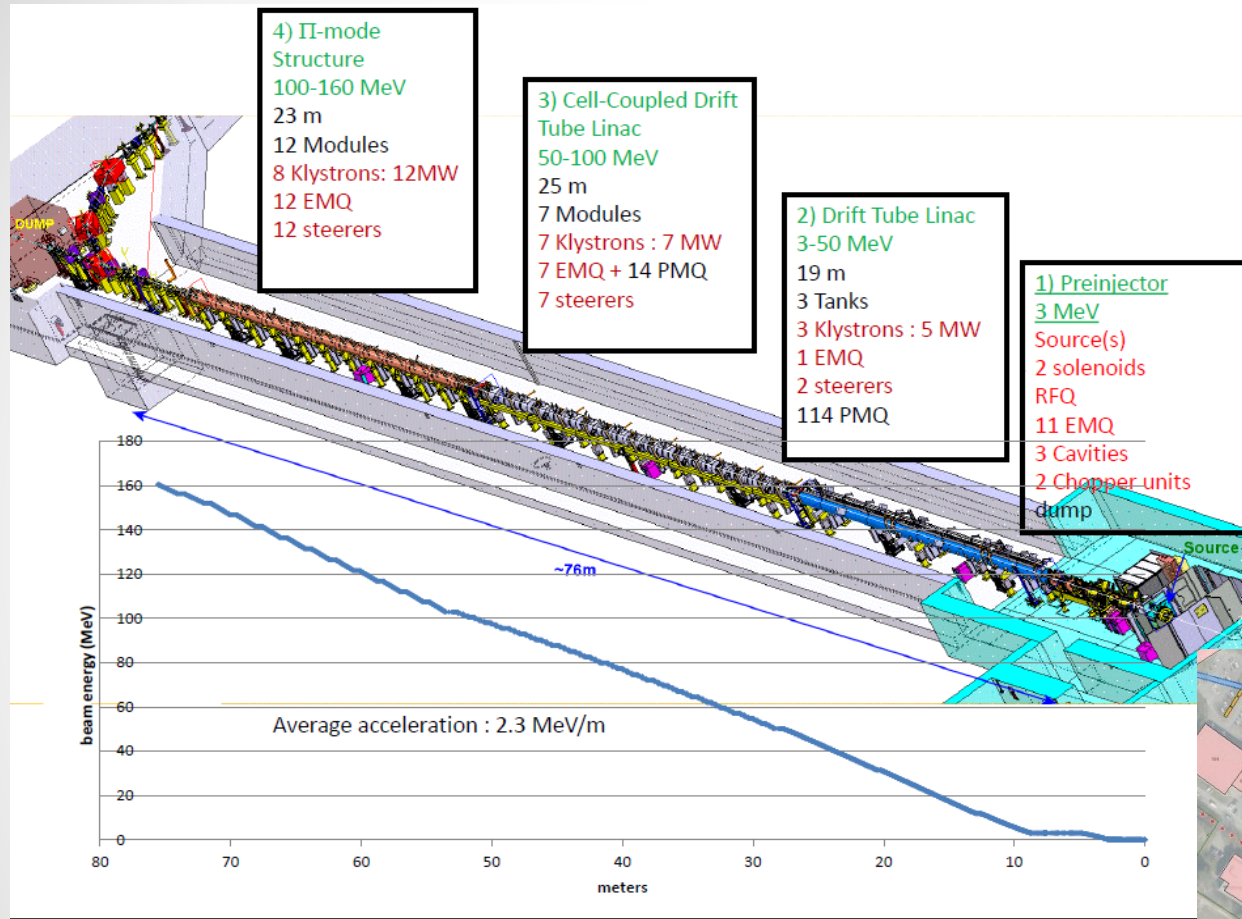 4) Π-mode
Structure
100-160 MeV
23 m
12 Modules
8 Klystrons: 12MW
12 EMQ
12 steerers
3) Cell-Coupled Drift
Tube Linac
50-100 MeV
25 m
7 Modules
7 Klystrons : 7 MW
7 EMQ + 14 PMQ
7 steerers
2) Drift Tube Linac
3-50 MeV
19 m
3 Tanks
3 Klystrons : 5 MW
1 EMQ
2 steerers
114 PMQ
1) Preinjector
3 MeV
Source(s)
2 solenoids
RFQ
11 EMQ
3 Cavities
2 Chopper units
dump
DUMP
Source
~76m
180
160
140
120
100
80
60
40
20
0
beam energy (MeV)
Average acceleration : 2.3 MeV/m
80 70 60 50 40 30 20 10 0
meters